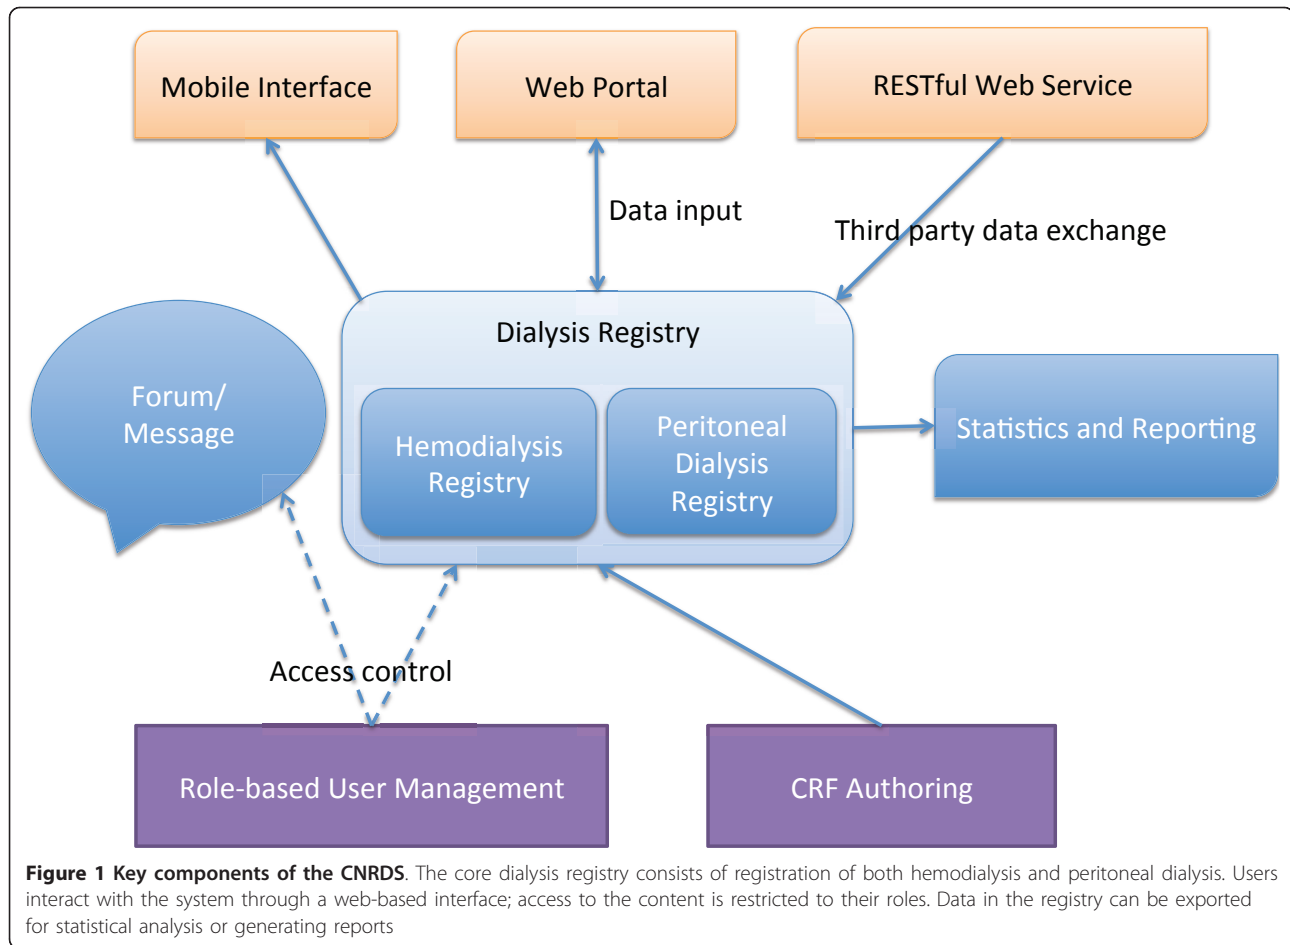 Mobile Interface
Web Portal
RESTful Web Service
Data input
Third party data exchange
Dialysis Registry
Forum/
Message
Hemodialysis
Registry
Peritoneal
Dialysis
Registry
Statistics and Reporting
Access control
Role-based User Management
CRF Authoring
Figure 1 Key components of the CNRDS. The core dialysis registry consists of registration of both hemodialysis and peritoneal dialysis. Users
interact with the system through a web-based interface; access to the content is restricted to their roles. Data in the registry can be exported
for statistical analysis or generating reports